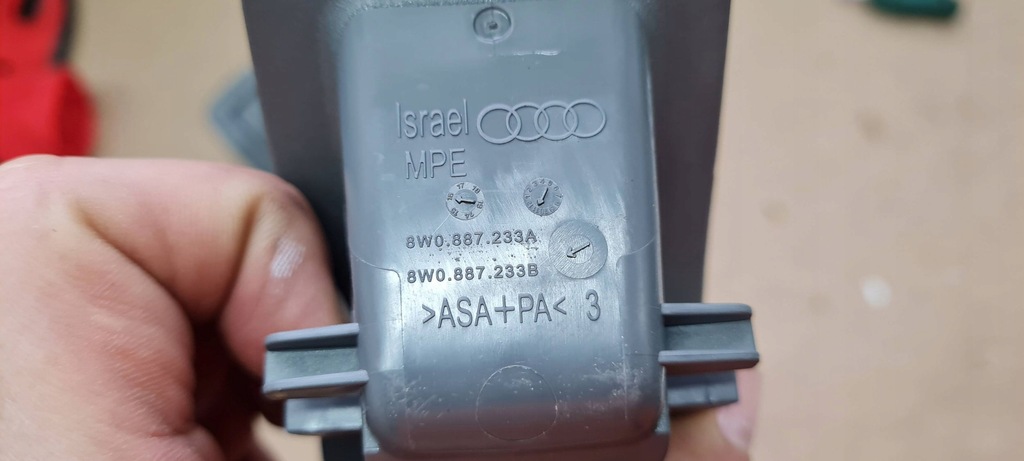 Israel
MPE
8W0.887.233A
8W0.887.233B
>ASA+PA< 3